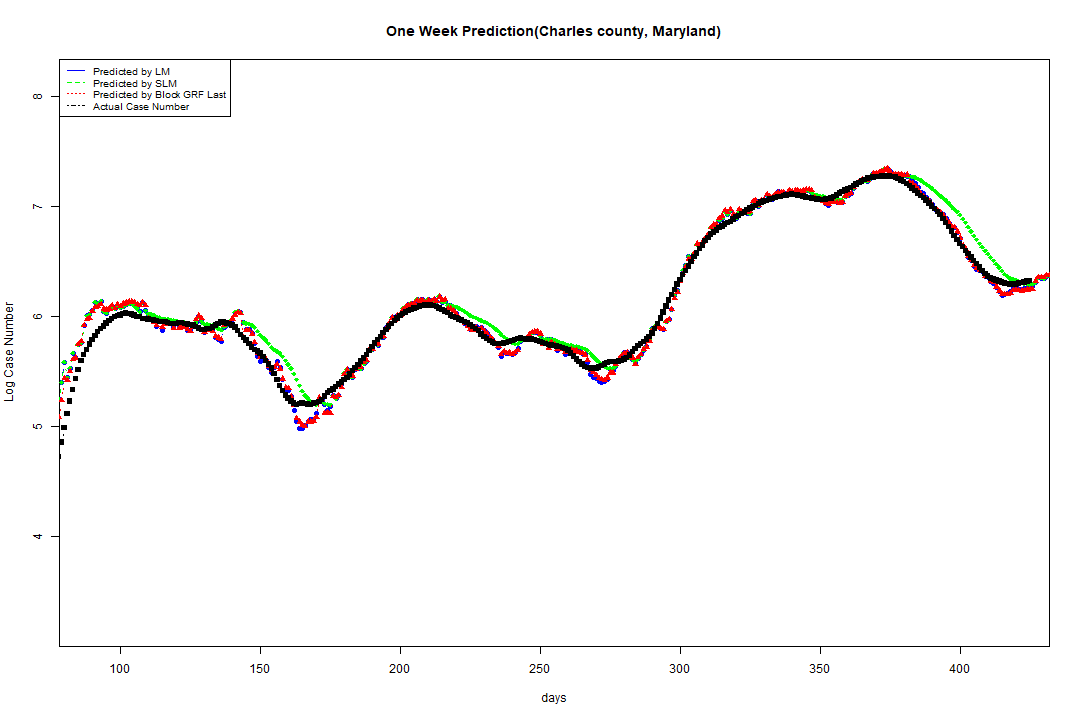 One Week Prediction(Charles county, Maryland)
Predicted by LM
Predicted by SLM
Predicted by Block GRF Last
Actual Case Number
8
7
6
5
4
Log Case Number
100 150 200 250 300 350 400
days